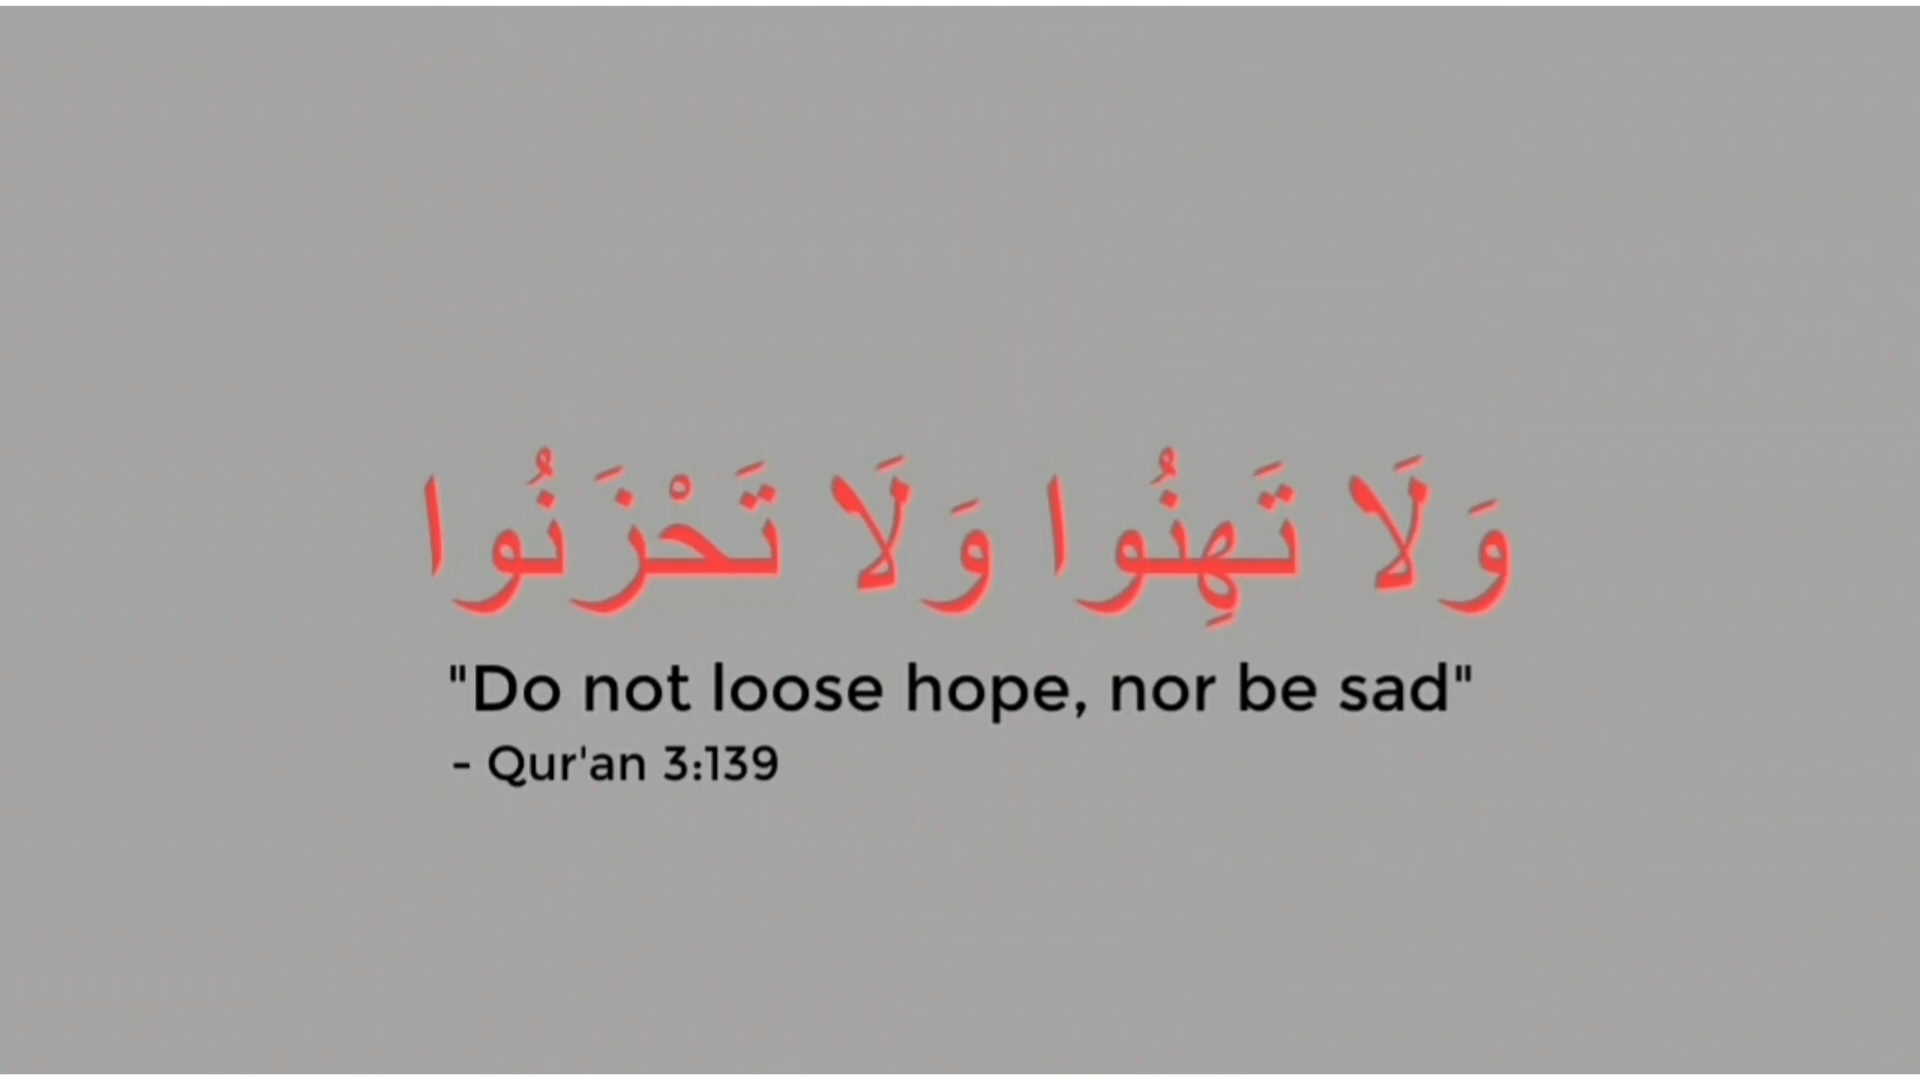 وَلَا تَهِنُوا وَلَا تَحْزَنُوا
"Do not loose hope, nor be sad"
- Qur'an 3:139